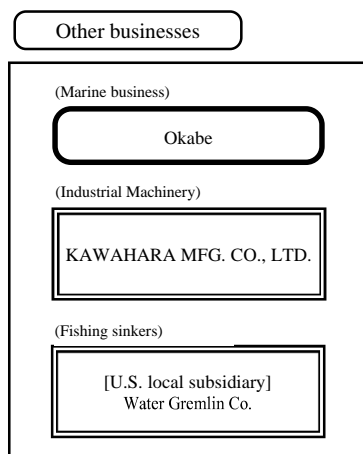 Other businesses
(Marine business)
Okabe
(Industrial Machinery)
KAWAHARA MFG. CO., LTD.
(Fishing sinkers)
[U.S. local subsidiary]
Water Gremlin Co.